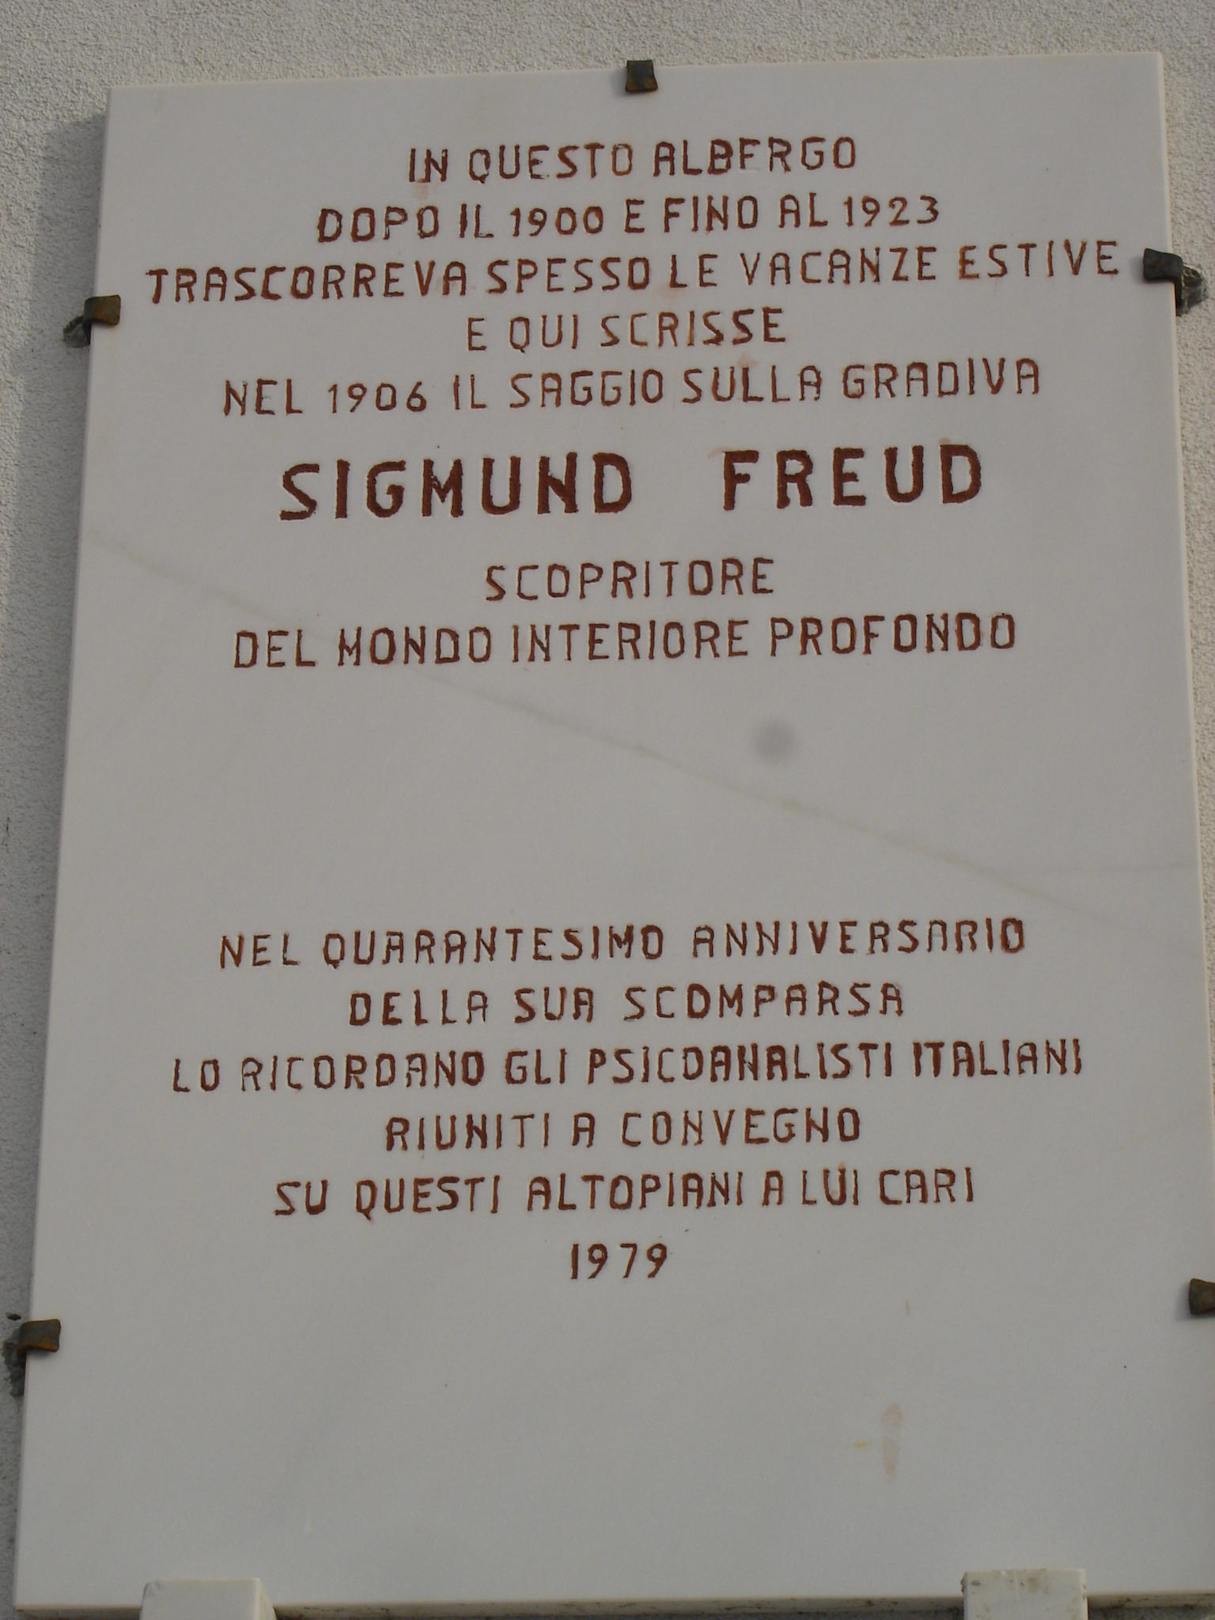 IN QUESTO ALBERGO
DOPO IL 1900 E FINO AL 1923
TRASCORREVA SPESSO LE VACANZE ESTIVE
E QUI SCRISSE
NEL 1906 IL SAGGIO SULLA GRADIVA
SIGMUND FREUD
SCOPRITORE
DEL MONDO INTERIORE PROFONDO
NEL QUARANTESIMO ANNIVERSARIO
DELLA SUA SCOMPARSA
LO RICORDANO GLI PSICOANALISTI ITALIANI
RIUNITI A CONVEGNO
SU QUESTI ALTOPIANI A LUI CARI
1979